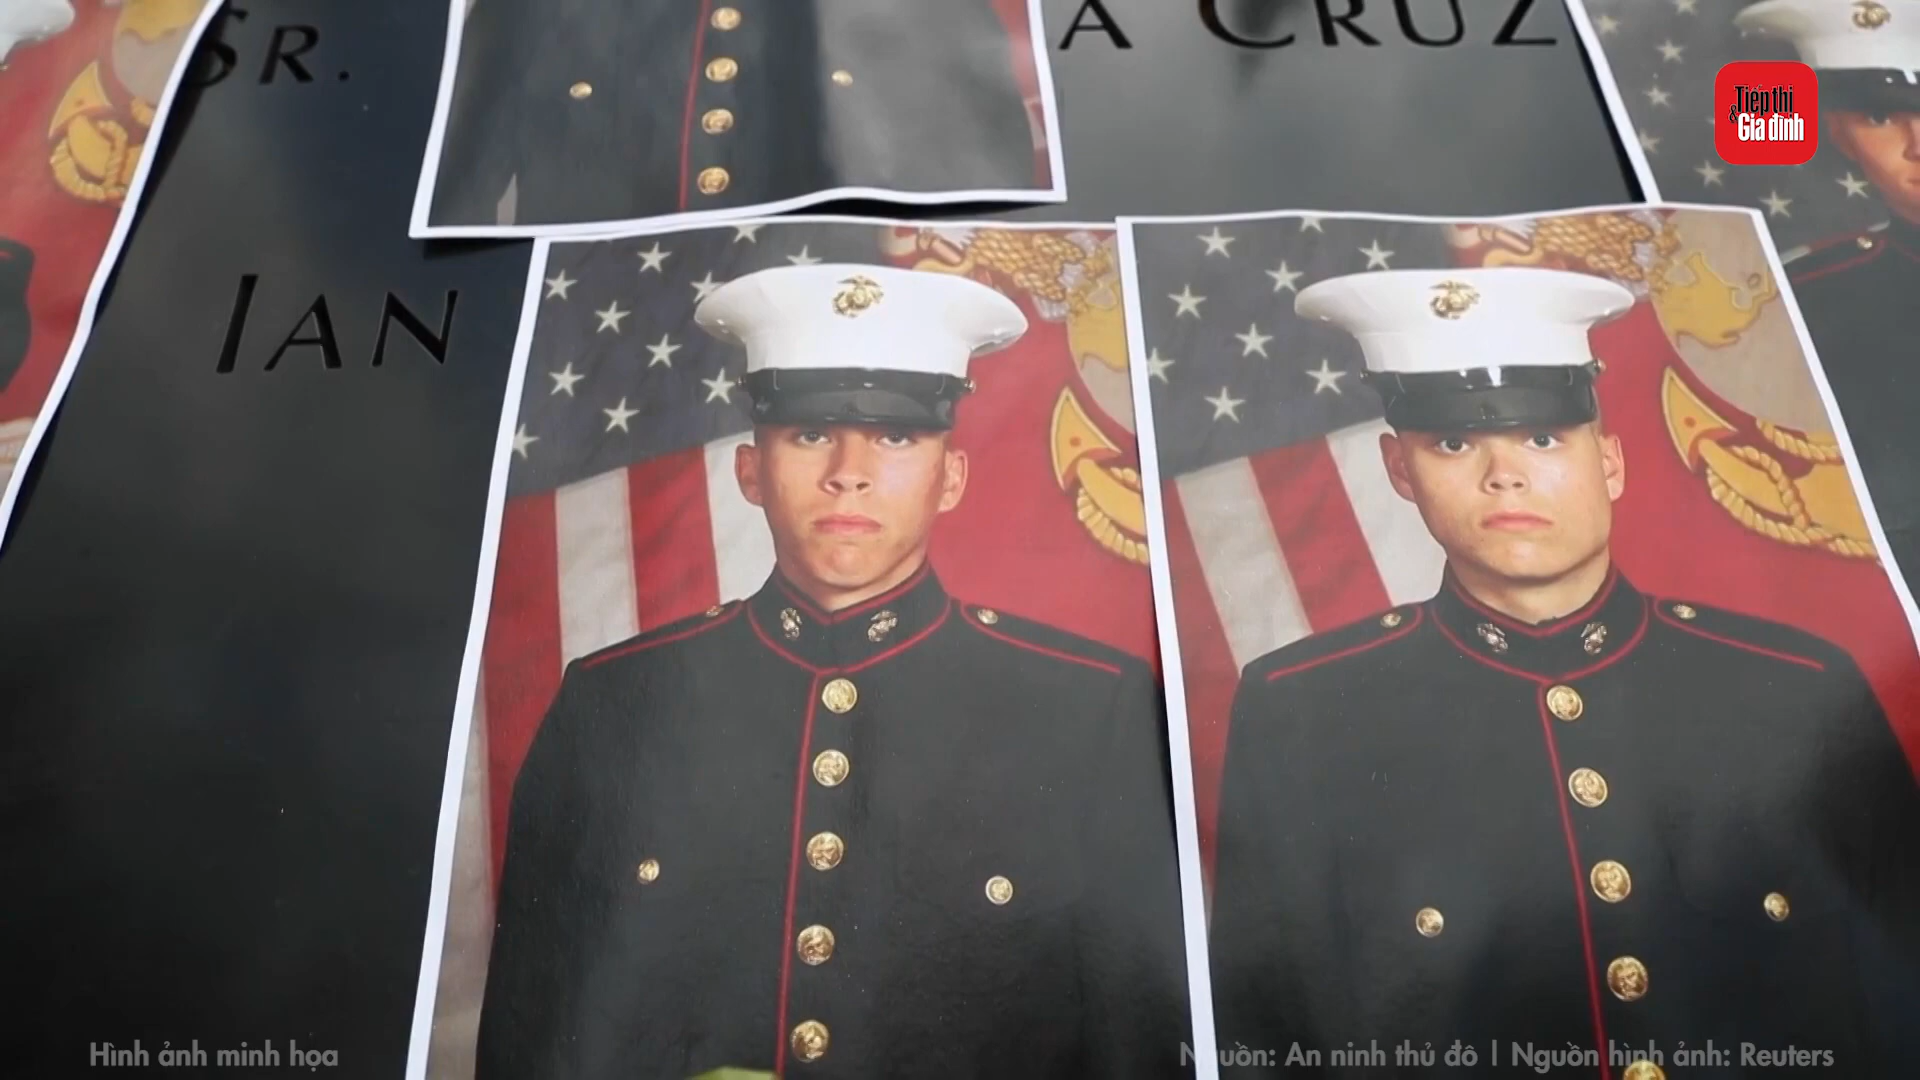 SR.
A CRUZ
IAN
Tiếp thi
& Gia đình
Hình ảnh minh họa
Nguồn: An ninh thủ đô | Nguồn hình ảnh: Reuters